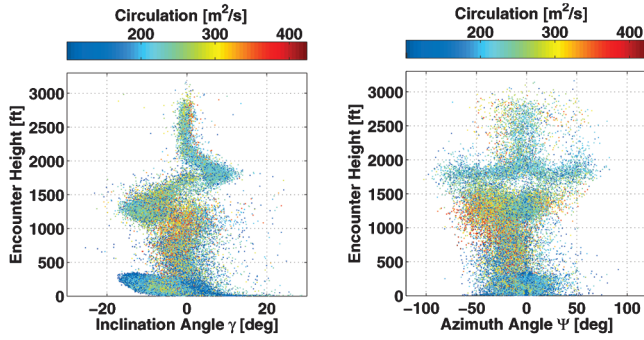 Circulation [m²/s]
200 300 400
Encounter Height [ft]
3000
2500
2000
1500
1000
500
0
−20 0 20
Inclination Angle γ [deg]
Circulation [m²/s]
200 300 400
Encounter Height [ft]
3000
2500
2000
1500
1000
500
0
−100 −50 0 50 100
Azimuth Angle Ψ [deg]